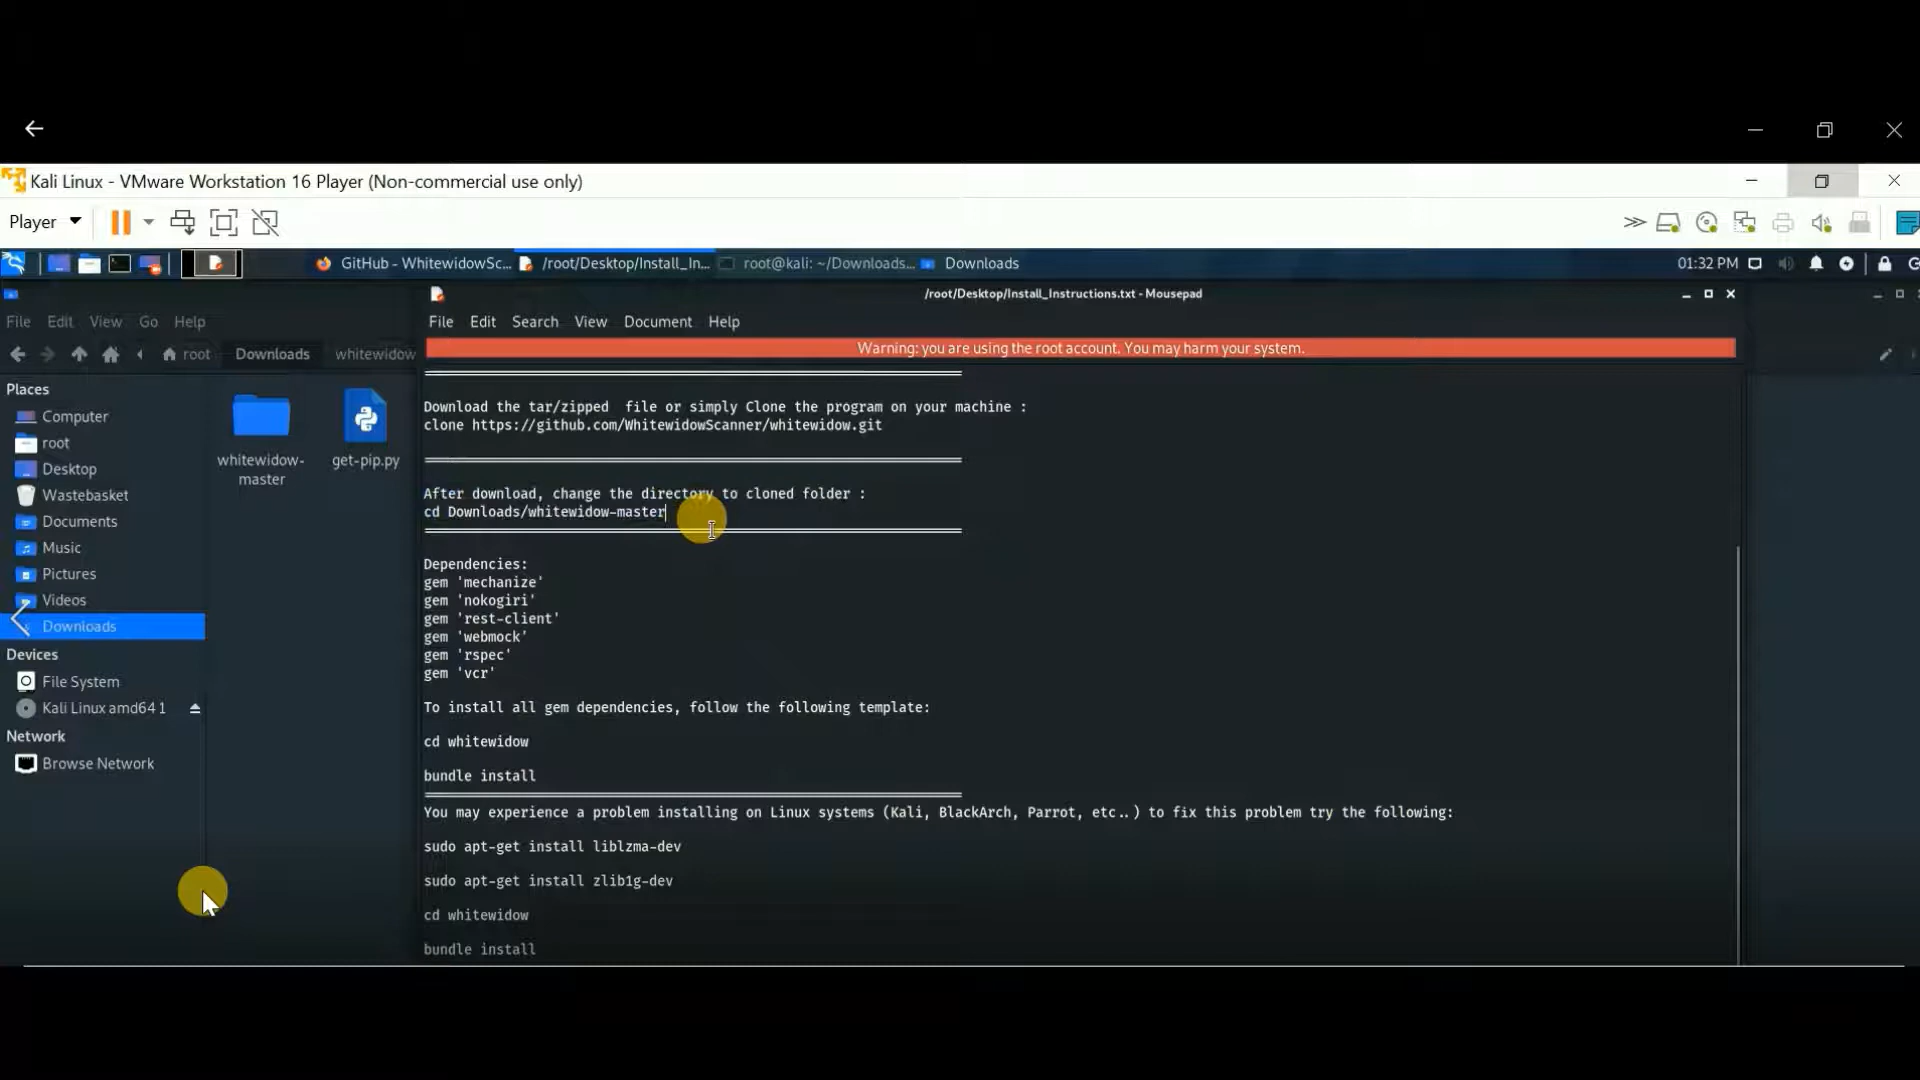 Kali Linux - VMware Workstation 16 Player (Non-commercial use only)
Player
GitHub - WhitewidowSc...
/root/Desktop/Install_In...
root@kali: ~/Downloads...
Downloads
01:32 PM
/root/Desktop/Install_Instructions.txt - Mousepad
File Edit View Go Help
File Edit Search View Document Help
root Downloads whitewidow
Warning: you are using the root account. You may harm your system.
Places
Computer
root
Desktop
Wastebasket
Documents
Music
Pictures
Videos
Downloads
Devices
File System
Kali Linux amd64 1
Network
Browse Network
whitewidow-
master
get-pip.py
Download the tar/zipped  file or simply Clone the program on your machine :
clone https://github.com/WhitewidowScanner/whitewidow.git
After download, change the directory to cloned folder :
cd Downloads/whitewidow-master
Dependencies:
gem 'mechanize'
gem 'nokogiri'
gem 'rest-client'
gem 'webmock'
gem 'rspec'
gem 'vcr'
To install all gem dependencies, follow the following template:
cd whitewidow
bundle install
You may experience a problem installing on Linux systems (Kali, BlackArch, Parrot, etc..) to fix this problem try the following:
sudo apt-get install liblzma-dev
sudo apt-get install zlib1g-dev
cd whitewidow
bundle install